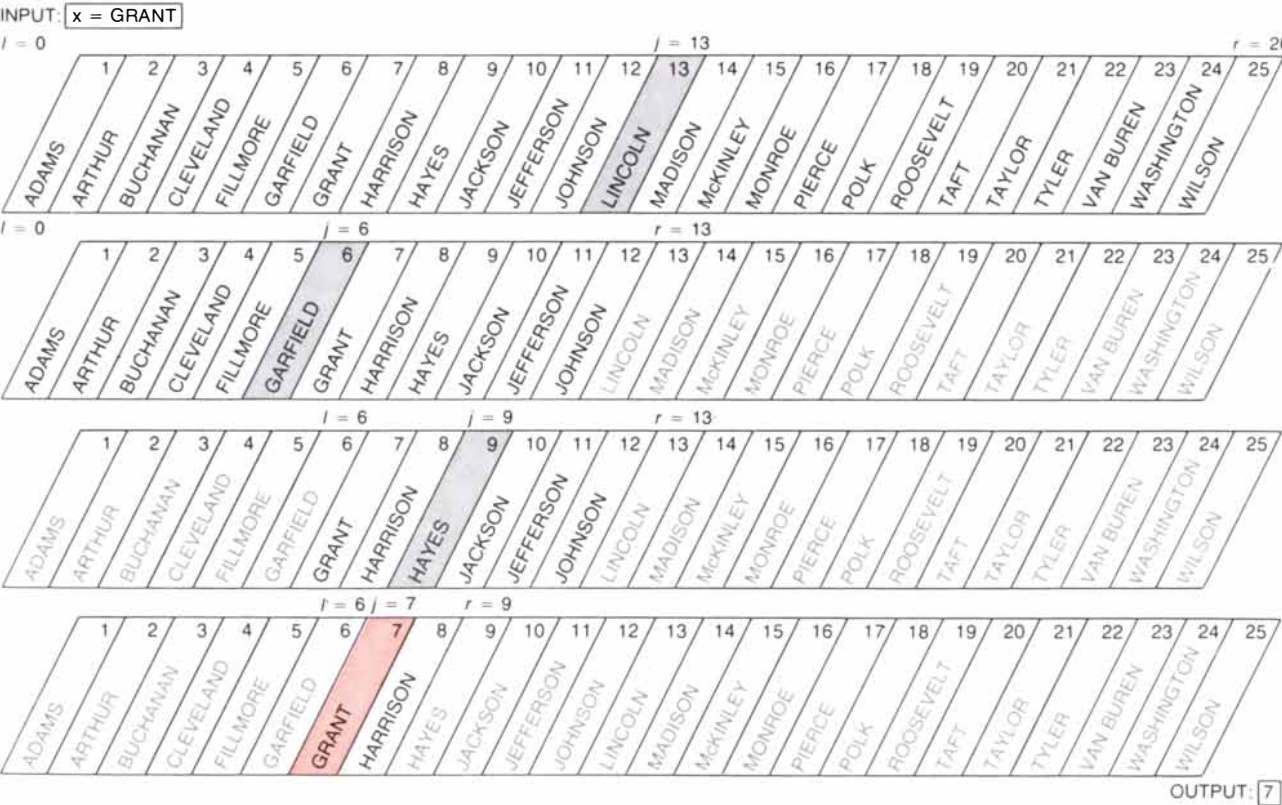 INPUT: x = GRANT
l = 0 j = 13 r = 26
1 2 3 4 5 6 7 8 9 10 11 12 13 14 15 16 17 18 19 20 21 22 23 24 25
ADAMS ARTHUR BUCHANAN CLEVELAND FILLMORE GARFIELD GRANT HARRISON HAYES JACKSON JEFFERSON JOHNSON LINCOLN MADISON McKINLEY MONROE PIERCE POLK ROOSEVELT TAFT TAYLOR TYLER VAN BUREN WASHINGTON WILSON
l = 0 j = 6 r = 13
1 2 3 4 5 6 7 8 9 10 11 12 13 14 15 16 17 18 19 20 21 22 23 24 25
ADAMS ARTHUR BUCHANAN CLEVELAND FILLMORE GARFIELD GRANT HARRISON HAYES JACKSON JEFFERSON JOHNSON LINCOLN MADISON McKINLEY MONROE PIERCE POLK ROOSEVELT TAFT TAYLOR TYLER VAN BUREN WASHINGTON WILSON
l = 6 j = 9 r = 13
1 2 3 4 5 6 7 8 9 10 11 12 13 14 15 16 17 18 19 20 21 22 23 24 25
ADAMS ARTHUR BUCHANAN CLEVELAND FILLMORE GARFIELD GRANT HARRISON HAYES JACKSON JEFFERSON JOHNSON LINCOLN MADISON McKINLEY MONROE PIERCE POLK ROOSEVELT TAFT TAYLOR TYLER VAN BUREN WASHINGTON WILSON
l = 6 j = 7 r = 9
1 2 3 4 5 6 7 8 9 10 11 12 13 14 15 16 17 18 19 20 21 22 23 24 25
ADAMS ARTHUR BUCHANAN CLEVELAND FILLMORE GARFIELD GRANT HARRISON HAYES JACKSON JEFFERSON JOHNSON LINCOLN MADISON McKINLEY MONROE PIERCE POLK ROOSEVELT TAFT TAYLOR TYLER VAN BUREN WASHINGTON WILSON
OUTPUT: 7